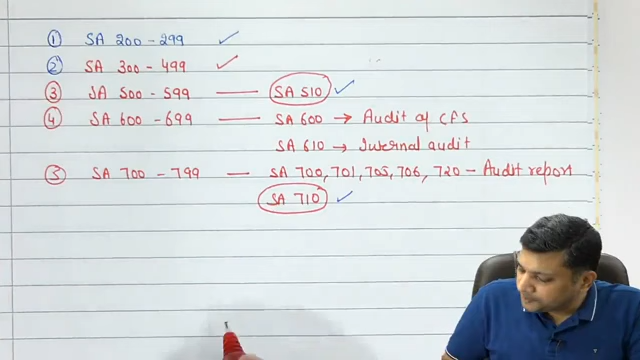 ① SA 200 - 299 ✓
② SA 300 - 499 ✓
③ SA 500 - 599 — SA 510 ✓
④ SA 600 - 699 — SA 600 → Audit of CFS
SA 610 → Internal audit
⑤ SA 700 - 799 — SA 700, 701, 705, 706, 720 - Audit report
SA 710 ✓